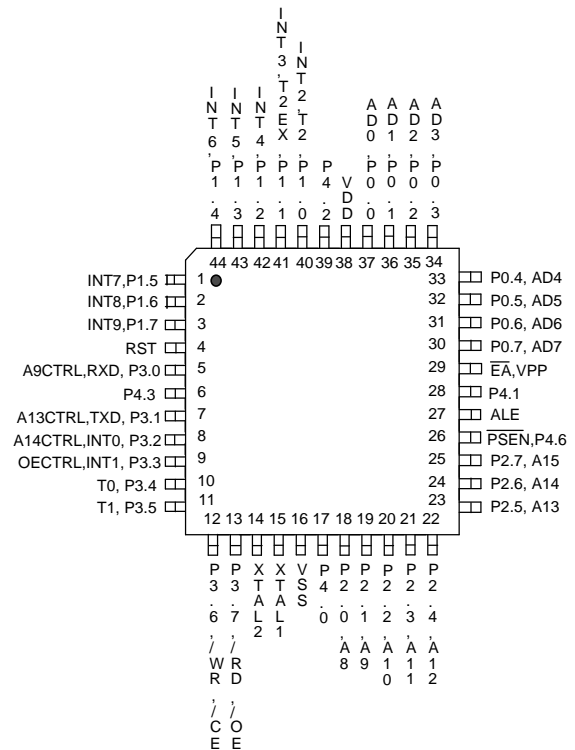 INT6,P1.4
INT5,P1.3
INT4,P1.2
INT3,T2EX,P1.1
INT2,T2,P1.0
P4.2
VDD
AD0,P0.0
AD1,P0.1
AD2,P0.2
AD3,P0.3
44 43 42 41 40 39 38 37 36 35 34
INT7,P1.5 1
INT8,P1.6 2
INT9,P1.7 3
RST 4
A9CTRL,RXD, P3.0 5
P4.3 6
A13CTRL,TXD, P3.1 7
A14CTRL,INT0, P3.2 8
OECTRL,INT1, P3.3 9
T0, P3.4 10
T1, P3.5 11
33 P0.4, AD4
32 P0.5, AD5
31 P0.6, AD6
30 P0.7, AD7
29 EA,VPP
28 P4.1
27 ALE
26 PSEN,P4.6
25 P2.7, A15
24 P2.6, A14
23 P2.5, A13
12 13 14 15 16 17 18 19 20 21 22
P3.6,/WR,/CE
P3.7,/RD,/OE
XTAL2
XTAL1
VSS
P4.0
P2.0,A8
P2.1,A9
P2.2,A10
P2.3,A11
P2.4,A12